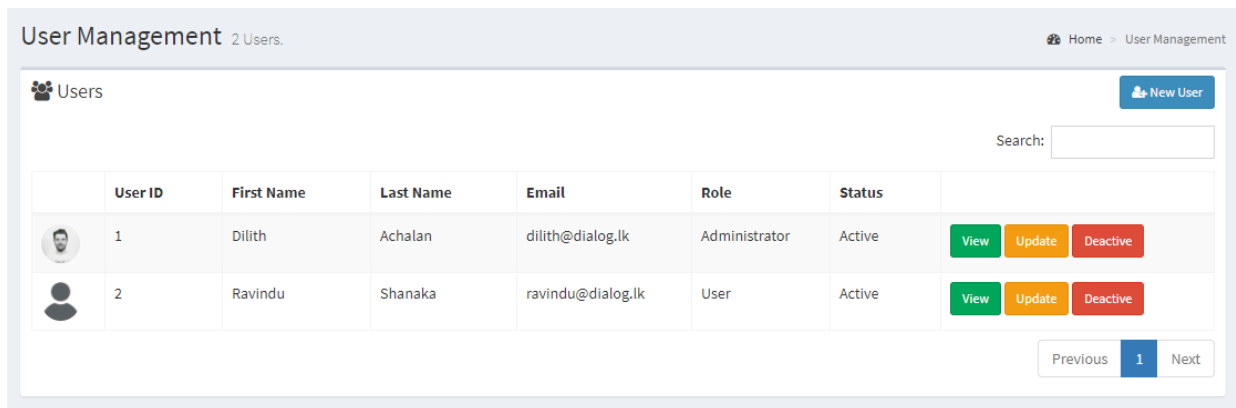 User Management 2 Users.
Home > User Management
Users
New User
Search:
User ID First Name Last Name Email Role Status
1 Dilith Achalan dilith@dialog.lk Administrator Active View Update Deactive
2 Ravindu Shanaka ravindu@dialog.lk User Active View Update Deactive
Previous 1 Next